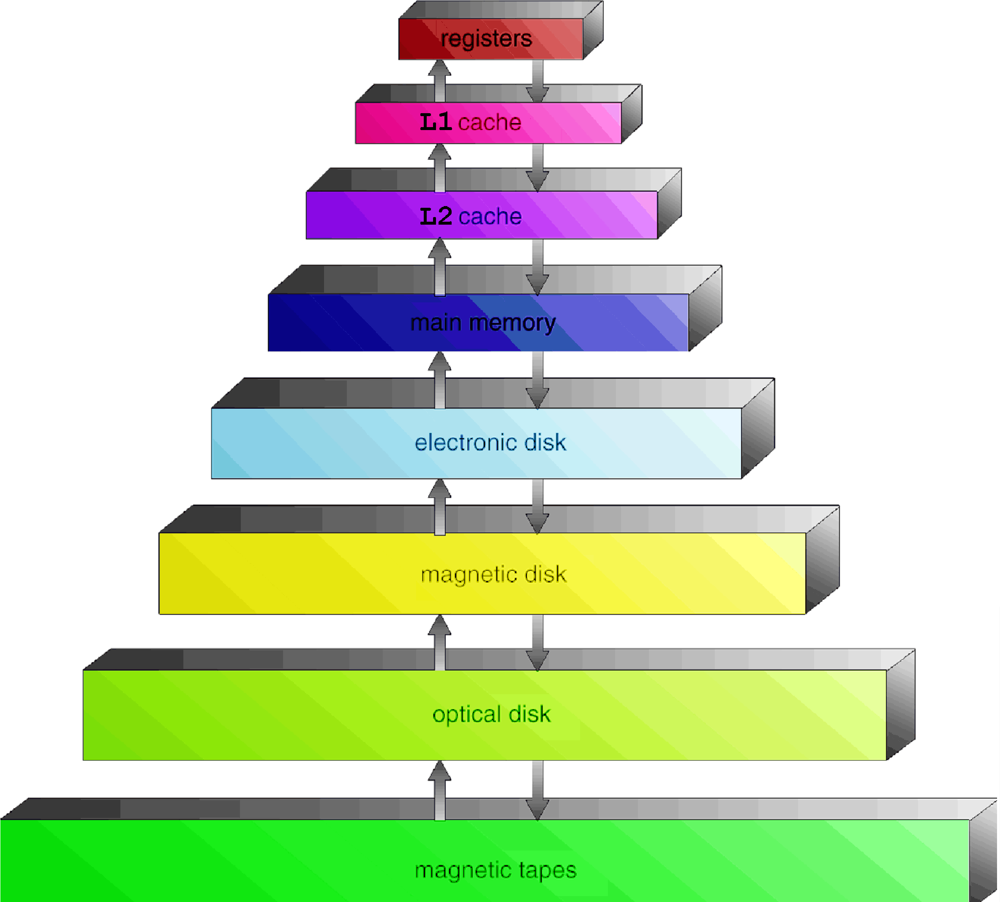 registers
L1 cache
L2 cache
main memory
electronic disk
magnetic disk
optical disk
magnetic tapes